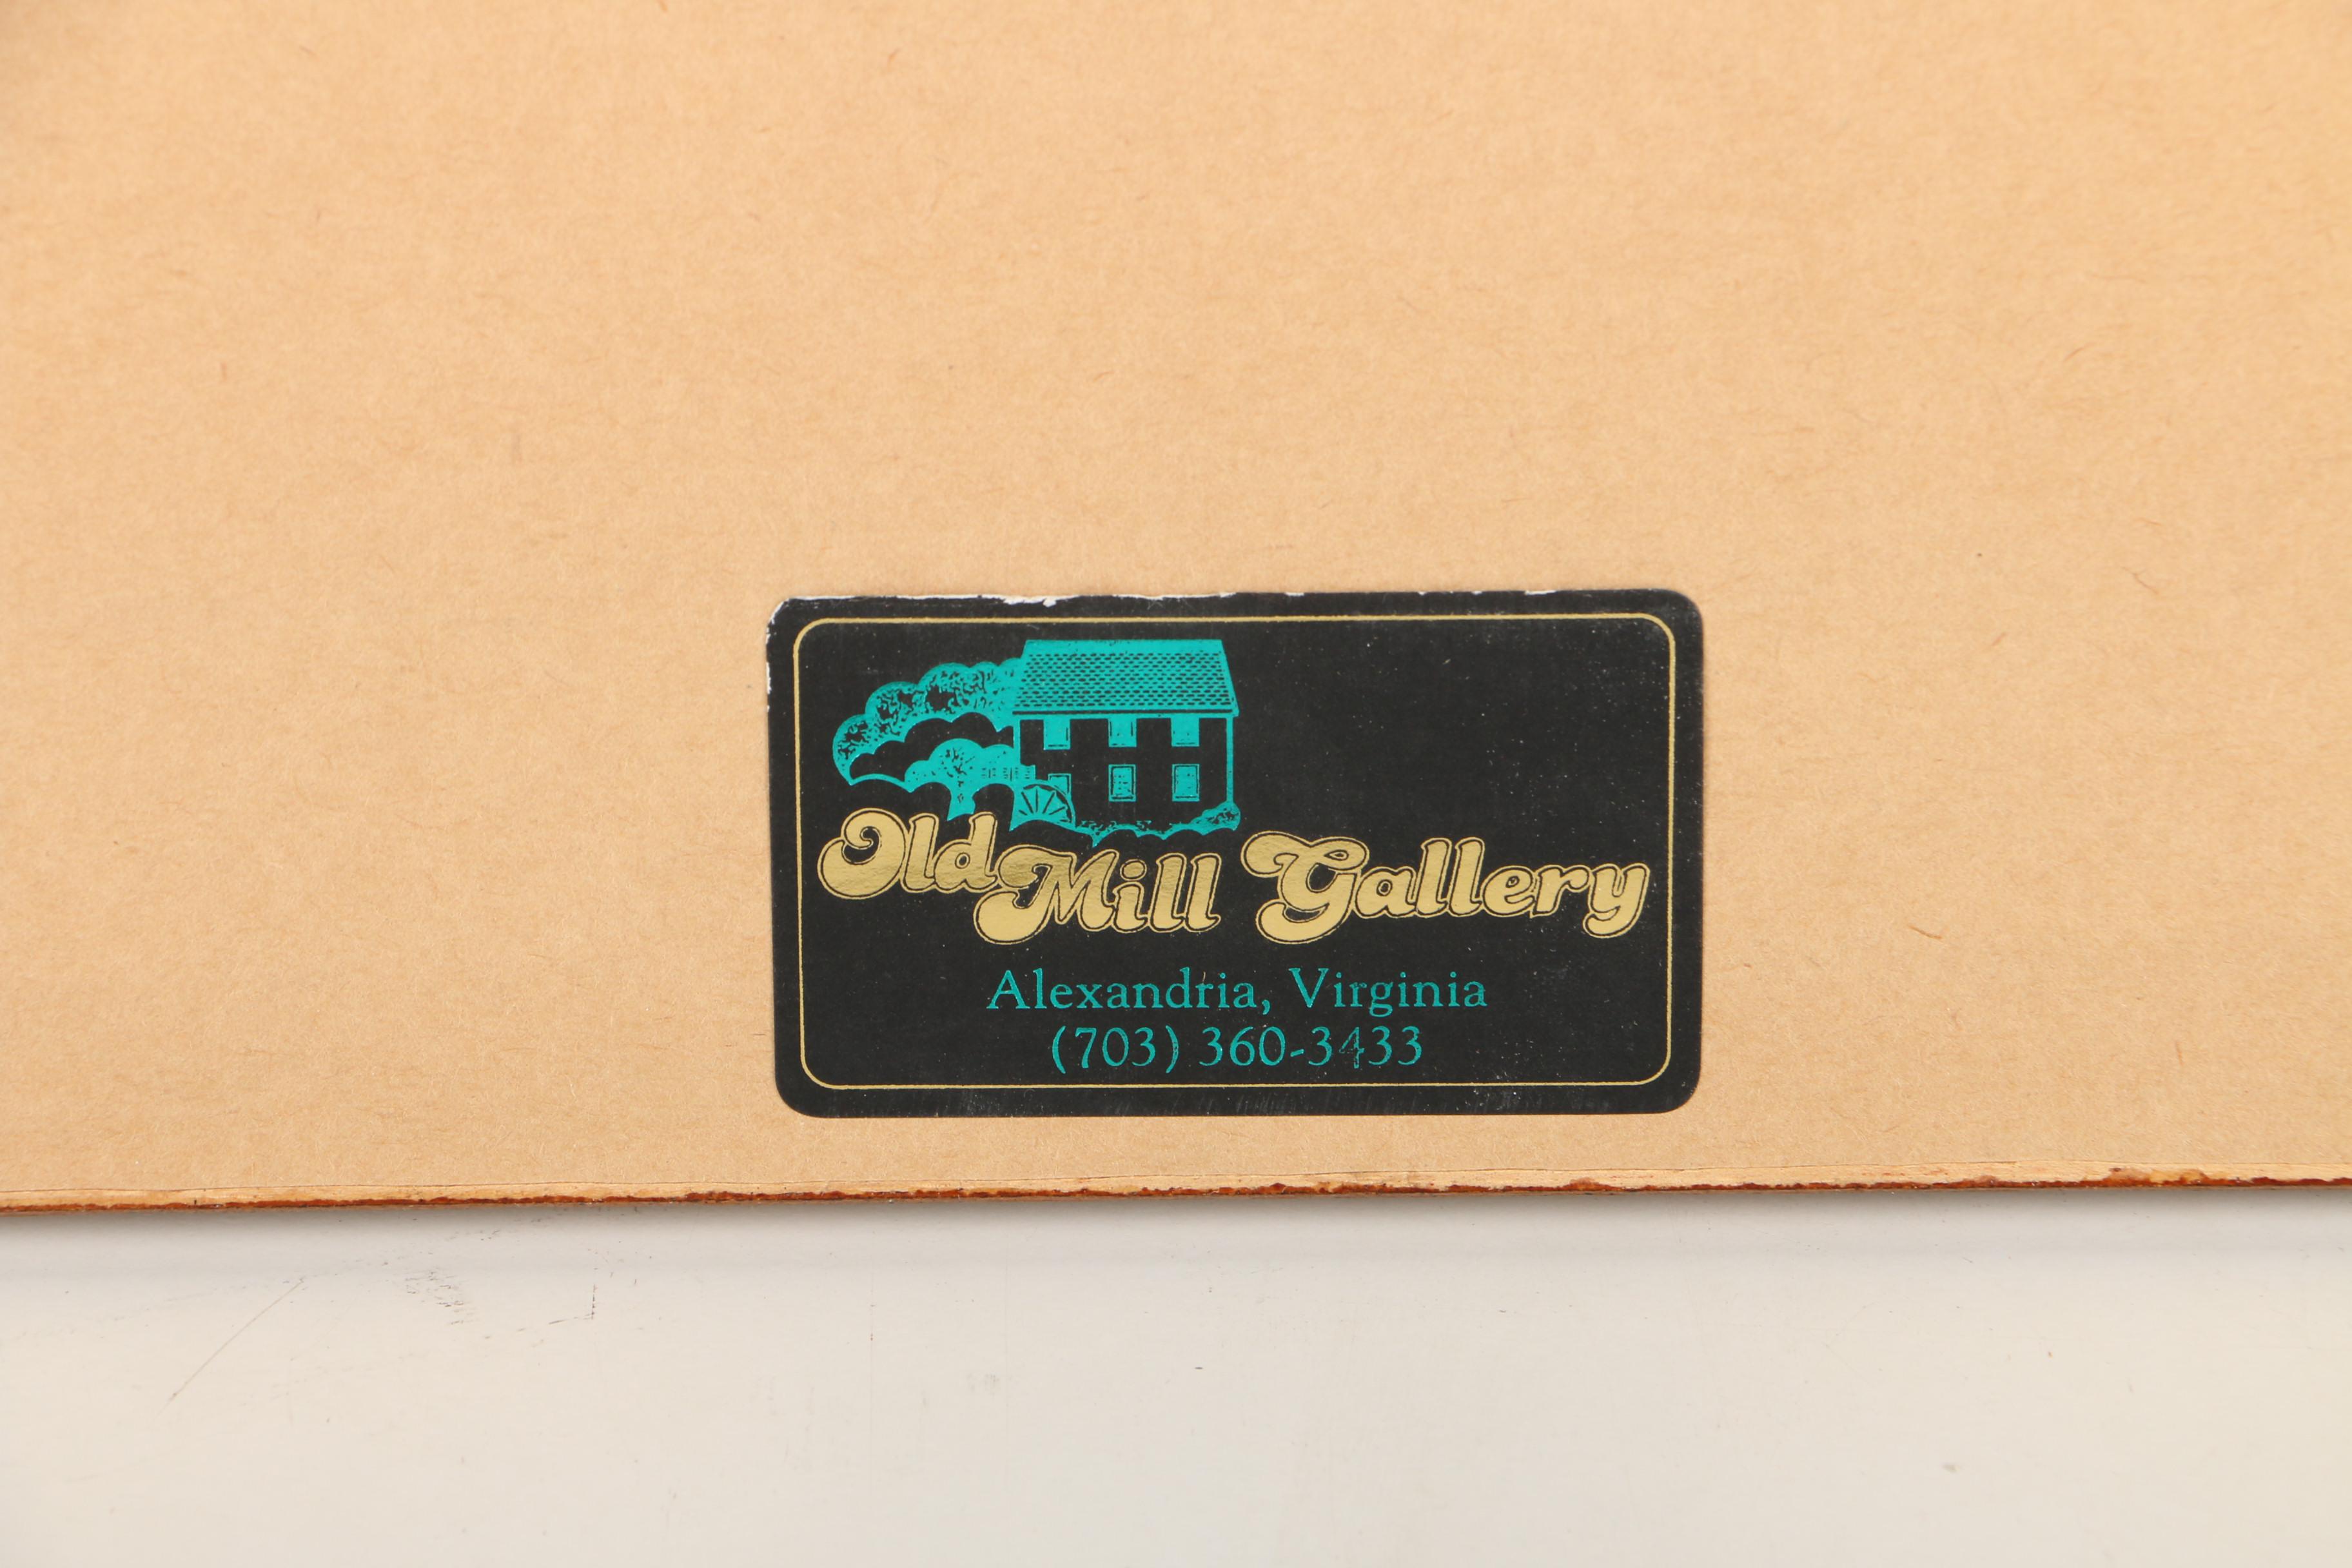 Old Mill Gallery
Alexandria, Virginia
(703) 360-3433